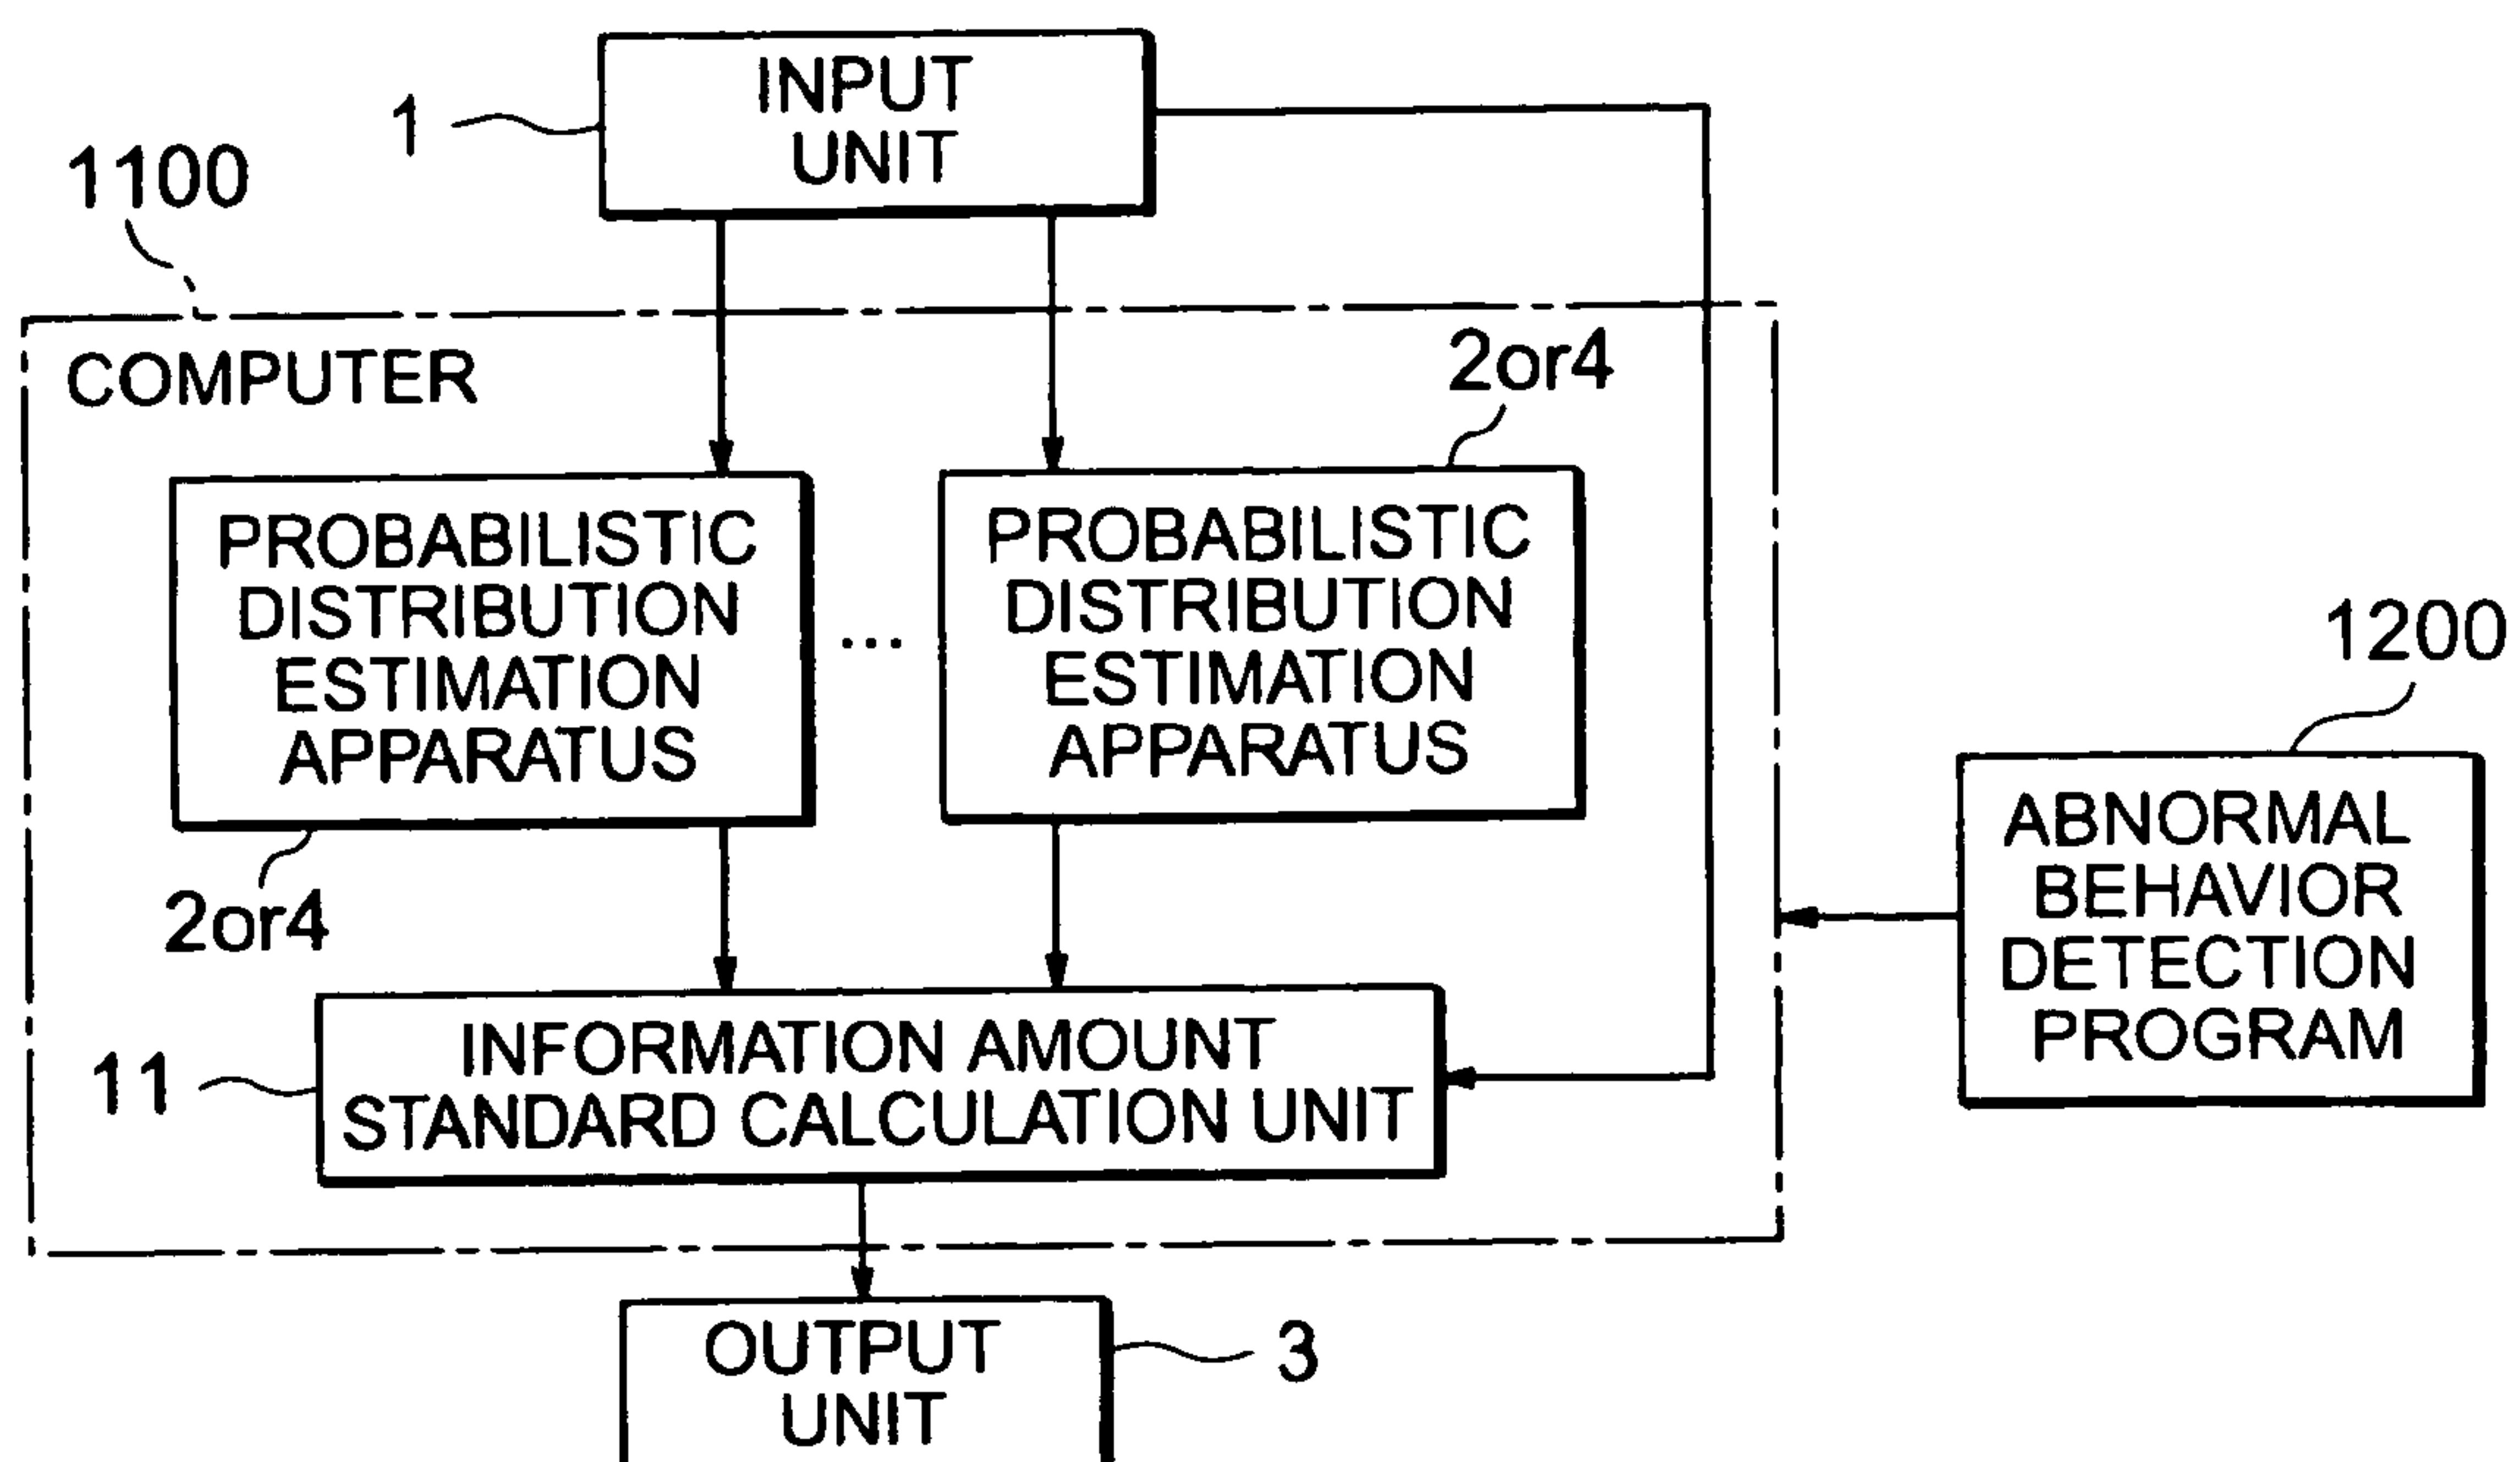 INPUT
UNIT
1
1100
COMPUTER
2or4
PROBABILISTIC
DISTRIBUTION
ESTIMATION
APPARATUS
...
PROBABILISTIC
DISTRIBUTION
ESTIMATION
APPARATUS
2or4
1200
ABNORMAL
BEHAVIOR
DETECTION
PROGRAM
11
INFORMATION AMOUNT
STANDARD CALCULATION UNIT
OUTPUT
UNIT
3